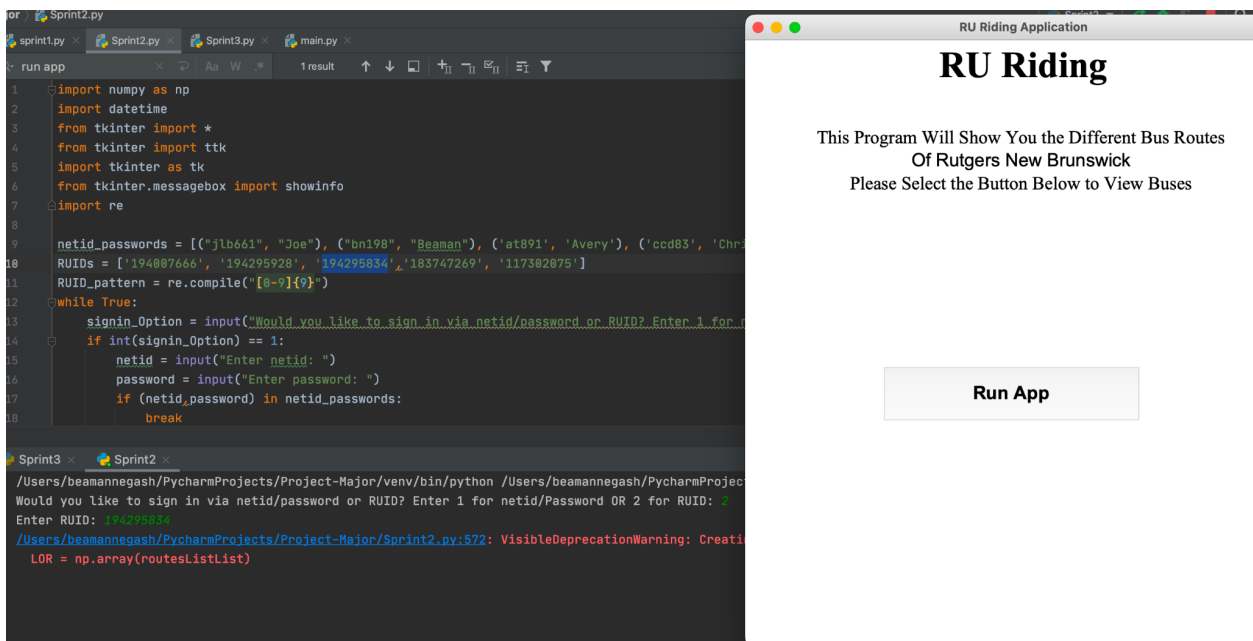 jor › Sprint2.py
sprint1.py × Sprint2.py × Sprint3.py × main.py ×
run app × Aa W .* 1 result
1 import numpy as np
2 import datetime
3 from tkinter import *
4 from tkinter import ttk
5 import tkinter as tk
6 from tkinter.messagebox import showinfo
7 import re
8
9 netid_passwords = [("jlb661", "Joe"), ("bn198", "Beaman"), ('at891', 'Avery'), ('ccd83', 'Chri
10 RUIDs = ['194007666', '194295928', '194295834','183747269', '117302075']
11 RUID_pattern = re.compile("[0-9]{9}")
12 while True:
13 signin_Option = input("Would you like to sign in via netid/password or RUID? Enter 1 for n
14 if int(signin_Option) == 1:
15 netid = input("Enter netid: ")
16 password = input("Enter password: ")
17 if (netid,password) in netid_passwords:
18 break
Sprint3 × Sprint2 ×
/Users/beamannegash/PycharmProjects/Project-Major/venv/bin/python /Users/beamannegash/PycharmProjec
Would you like to sign in via netid/password or RUID? Enter 1 for netid/Password OR 2 for RUID: 2
Enter RUID: 194295834
/Users/beamannegash/PycharmProjects/Project-Major/Sprint2.py:572: VisibleDeprecationWarning: Creati
LOR = np.array(routesListList)
RU Riding Application
RU Riding
This Program Will Show You the Different Bus Routes
Of Rutgers New Brunswick
Please Select the Button Below to View Buses
Run App